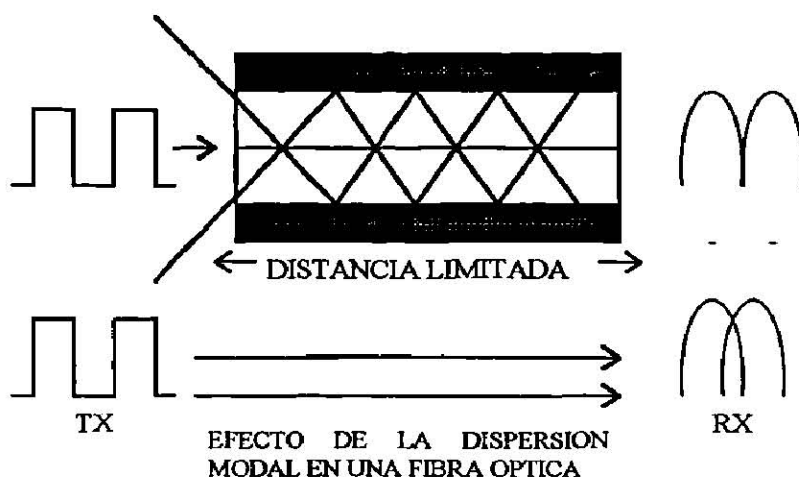 DISTANCIA LIMITADA
TX
RX
EFECTO DE LA DISPERSION
MODAL EN UNA FIBRA OPTICA